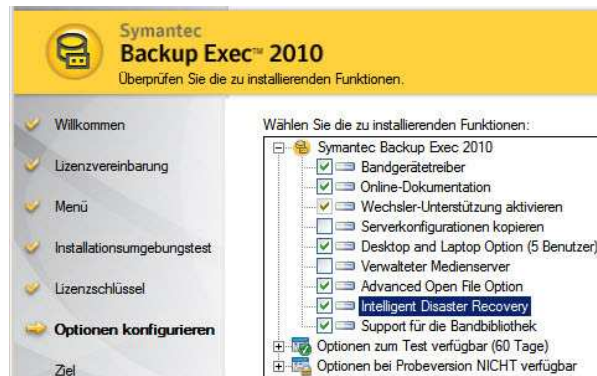 Symantec
Backup Exec™ 2010
Überprüfen Sie die zu installierenden Funktionen.
Willkommen
Lizenzvereinbarung
Menü
Installationsumgebungstest
Lizenzschlüssel
Optionen konfigurieren
Ziel
Wählen Sie die zu installierenden Funktionen:
Symantec Backup Exec 2010
Bandgerätetreiber
Online-Dokumentation
Wechsler-Unterstützung aktivieren
Serverkonfigurationen kopieren
Desktop and Laptop Option (5 Benutzer)
Verwalteter Medienserver
Advanced Open File Option
Intelligent Disaster Recovery
Support für die Bandbibliothek
Optionen zum Test verfügbar (60 Tage)
Optionen bei Probeversion NICHT verfügbar